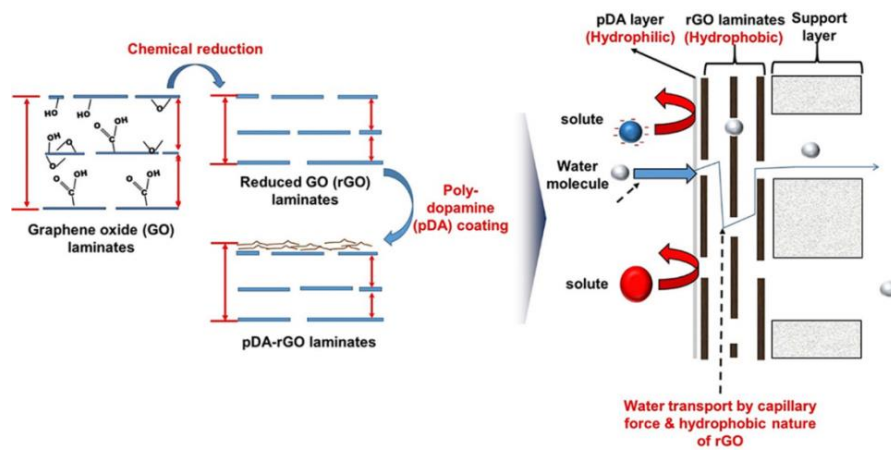 Chemical reduction
HO
HO
O
O
OH
C
OH
O
O
C
O
OH
O
C
OH
O
C
Graphene oxide (GO)
laminates
Reduced GO (rGO)
laminates
Poly-
dopamine
(pDA) coating
pDA-rGO laminates
pDA layer
(Hydrophilic)
rGO laminates
(Hydrophobic)
Support
layer
solute
Water
molecule
solute
Water transport by capillary
force & hydrophobic nature
of rGO